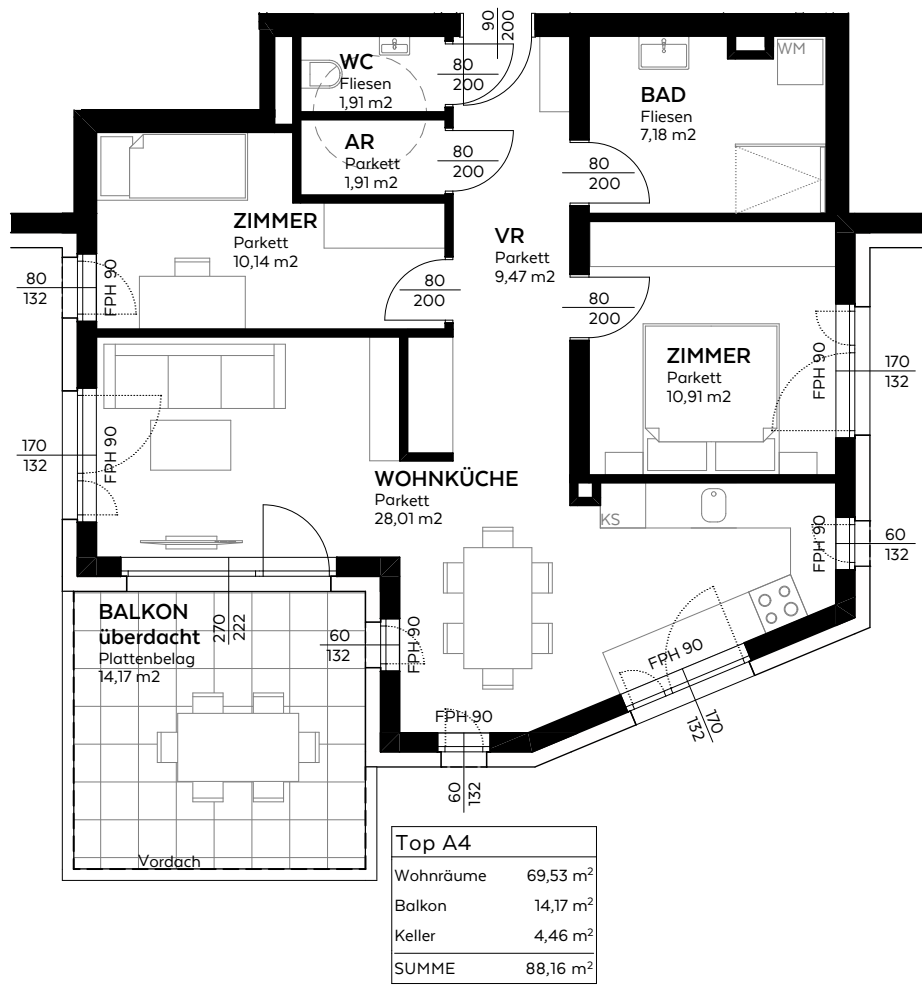 90
200
WC
Fliesen
1,91 m2
80
200
WM
BAD
Fliesen
7,18 m2
AR
Parkett
1,91 m2
80
200
80
200
ZIMMER
Parkett
10,14 m2
VR
Parkett
9,47 m2
80
132
FPH 90
80
200
80
200
ZIMMER
Parkett
10,91 m2
FPH 90
170
132
170
132
FPH 90
WOHNKÜCHE
Parkett
28,01 m2
KS
FPH 90
60
132
BALKON
überdacht
Plattenbelag
14,17 m2
270
222
60
132
FPH 90
FPH 90
170
132
FPH 90
60
132
Vordach
Top A4
Wohnräume 69,53 m²
Balkon 14,17 m²
Keller 4,46 m²
SUMME 88,16 m²